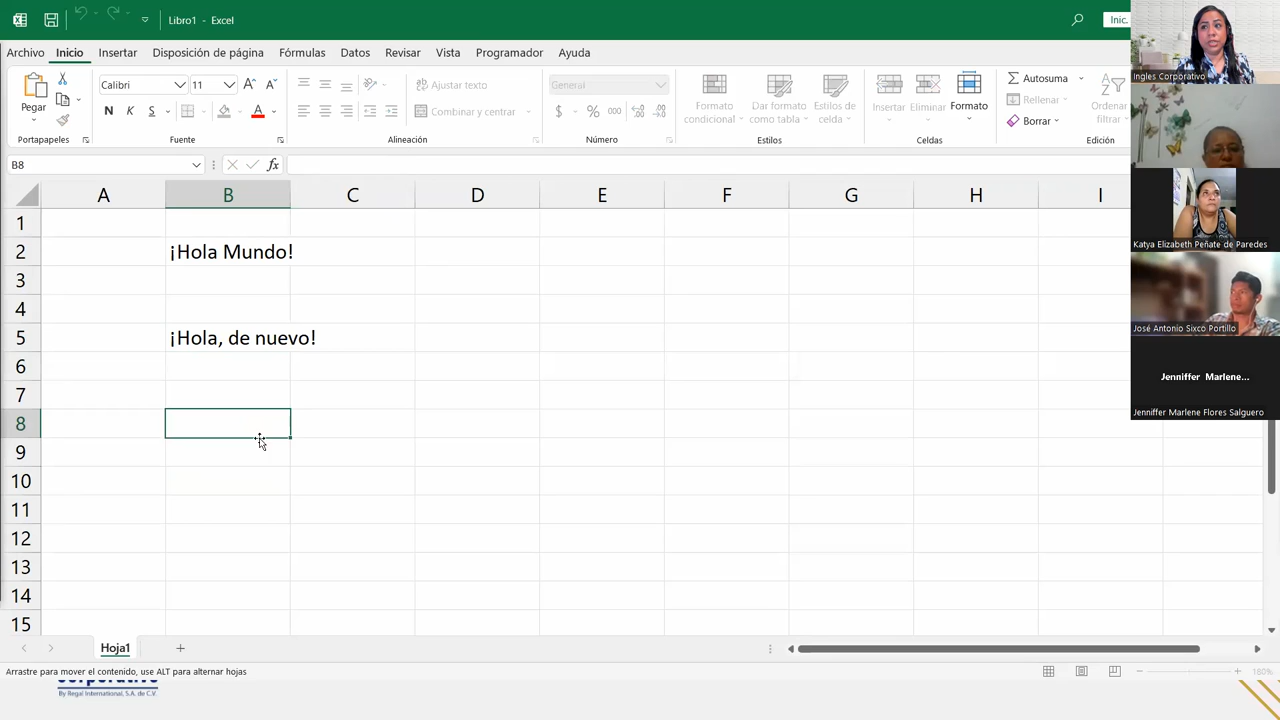 Libro1 - Excel
Inic.
Archivo Inicio Insertar Disposición de página Fórmulas Datos Revisar Vista Ayuda
Pegar
Calibri 11
N K S
Combinar y centrar
General
$ %
Formato condicional
Dar formato como tabla
Estilos de celda
Insertar
Eliminar
Formato
Autosuma
Rellenar
Borrar
Ordenar
filtrar
Portapapeles Fuente Alineación Número Estilos Celdas Edición
B8
fx
A B C D E F G H I
1
2 ¡Hola Mundo!
3
4
5 ¡Hola, de nuevo!
6
7
8
9
10
11
12
13
14
15
Hoja1
Arrastre para mover el contenido, use ALT para alternar hojas
180%
By Regal International, S.A. de C.V.
Ingles Corporativo
Katya Elizabeth Peñate de Paredes
José Antonio Sixco Portillo
Jenniffer Marlene...
Jenniffer Marlene Flores Salguero